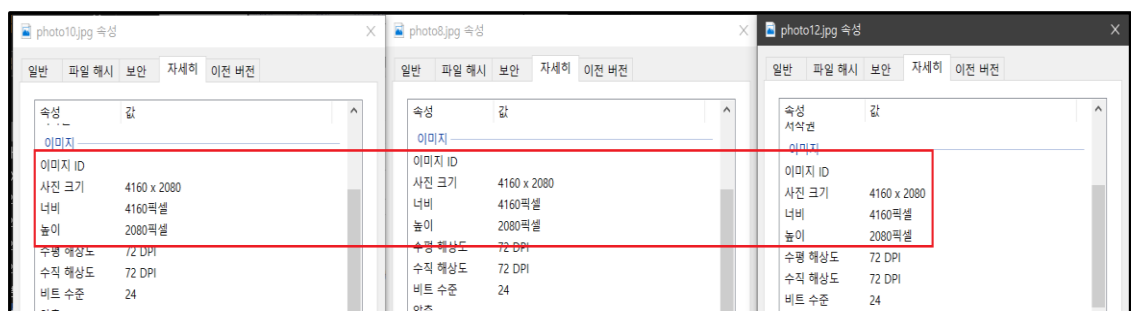 photo10.jpg 속성
일반 파일 해시 보안 자세히 이전 버전
속성 값
이미지
이미지 ID
사진 크기 4160 x 2080
너비 4160픽셀
높이 2080픽셀
수평 해상도 72 DPI
수직 해상도 72 DPI
비트 수준 24
photo8.jpg 속성
일반 파일 해시 보안 자세히 이전 버전
속성 값
이미지
이미지 ID
사진 크기 4160 x 2080
너비 4160픽셀
높이 2080픽셀
수평 해상도 72 DPI
수직 해상도 72 DPI
비트 수준 24
압축
photo12.jpg 속성
일반 파일 해시 보안 자세히 이전 버전
속성 값
저작권
이미지
이미지 ID
사진 크기 4160 x 2080
너비 4160픽셀
높이 2080픽셀
수평 해상도 72 DPI
수직 해상도 72 DPI
비트 수준 24